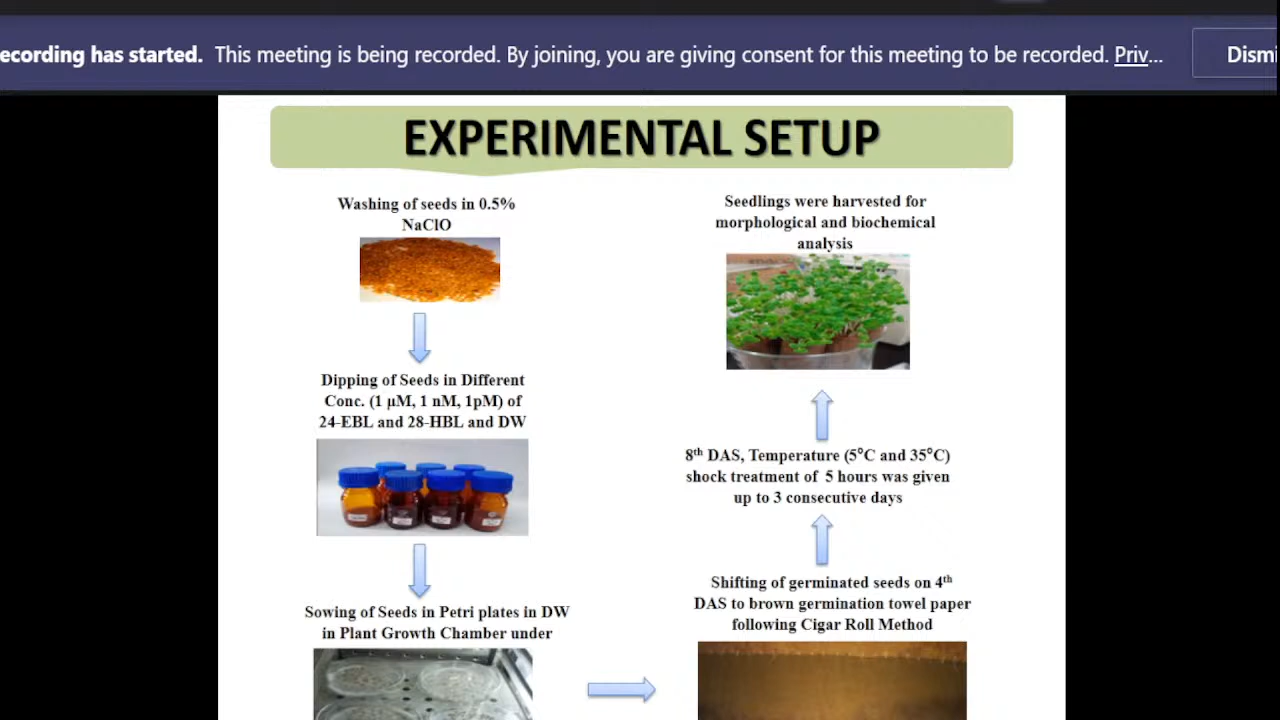 ecording has started. This meeting is being recorded. By joining, you are giving consent for this meeting to be recorded. Priv...
Dismi
EXPERIMENTAL SETUP
Washing of seeds in 0.5%
NaClO
Dipping of Seeds in Different
Conc. (1 µM, 1 nM, 1pM) of
24-EBL and 28-HBL and DW
Sowing of Seeds in Petri plates in DW
in Plant Growth Chamber under
Shifting of germinated seeds on 4th
DAS to brown germination towel paper
following Cigar Roll Method
8th DAS, Temperature (5°C and 35°C)
shock treatment of 5 hours was given
up to 3 consecutive days
Seedlings were harvested for
morphological and biochemical
analysis